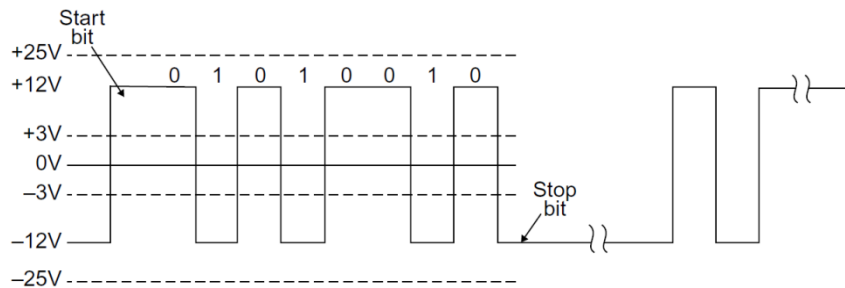 Start
bit
+25V
0 1 0 1 0 0 1 0
+12V
+3V
0V
–3V
Stop
bit
–12V
–25V